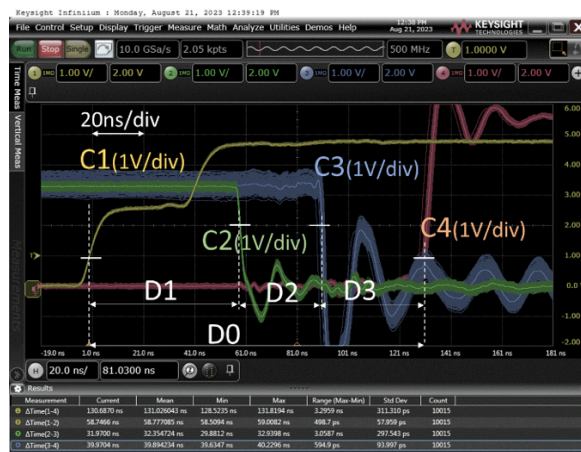 Keysight Infiniium : Monday, August 21, 2023 12:39:19 PM
File Control Setup Display Trigger Measure Math Analyze Utilities Demos Help
12:38 PM
Aug 21, 2023
KEYSIGHT
TECHNOLOGIES
Run Stop Single 10.0 GSa/s 2.05 kpts 500 MHz T 1.0000 V
1 1MΩ 1.00 V/ 2.00 V 2 1MΩ 1.00 V/ 2.00 V 3 1MΩ 1.00 V/ 2.00 V 4 1MΩ 1.00 V/ 2.00 V
Time Meas
Vertical Meas
Measurements
20ns/div
C1(1V/div)
C3(1V/div)
C2(1V/div)
C4(1V/div)
D1
D2
D3
D0
5.00
4.00
3.00
2.00
1.00
0.0
-1.00
-2.00
-19.0 ns 1.0 ns 21.0 ns 41.0 ns 61.0 ns 81.0 ns 101 ns 121 ns 141 ns 161 ns 181 ns
H 20.0 ns/ 81.0300 ns
Results
Measurement Current Mean Min Max Range (Max-Min) Std Dev Count
ΔTime(1-4) 130.6870 ns 131.026043 ns 128.5235 ns 131.8194 ns 3.2959 ns 311.310 ps 10015
ΔTime(1-2) 58.7466 ns 58.777085 ns 58.5094 ns 59.0082 ns 498.7 ps 57.959 ps 10015
ΔTime(2-3) 31.9700 ns 32.354724 ns 29.8812 ns 32.9398 ns 3.0587 ns 297.543 ps 10015
ΔTime(3-4) 39.9704 ns 39.894234 ns 39.6347 ns 40.2296 ns 594.9 ps 93.997 ps 10015